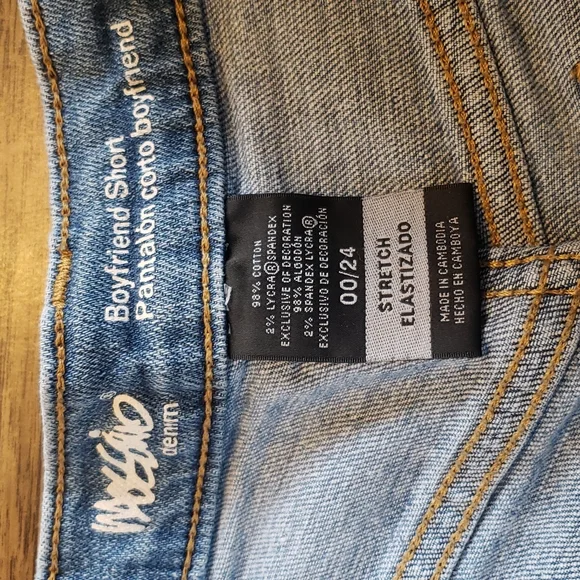 mossimo
denim
Boyfriend Short
Pantalón corto boyfriend
98% COTTON
2% LYCRA® SPANDEX
EXCLUSIVE OF DECORATION
98% ALGODÓN
2% SPANDEX LYCRA®
EXCLUSIVO DE DECORACIÓN
00/24
STRETCH
ELASTIZADO
MADE IN CAMBODIA
HECHO EN CAMBOYA